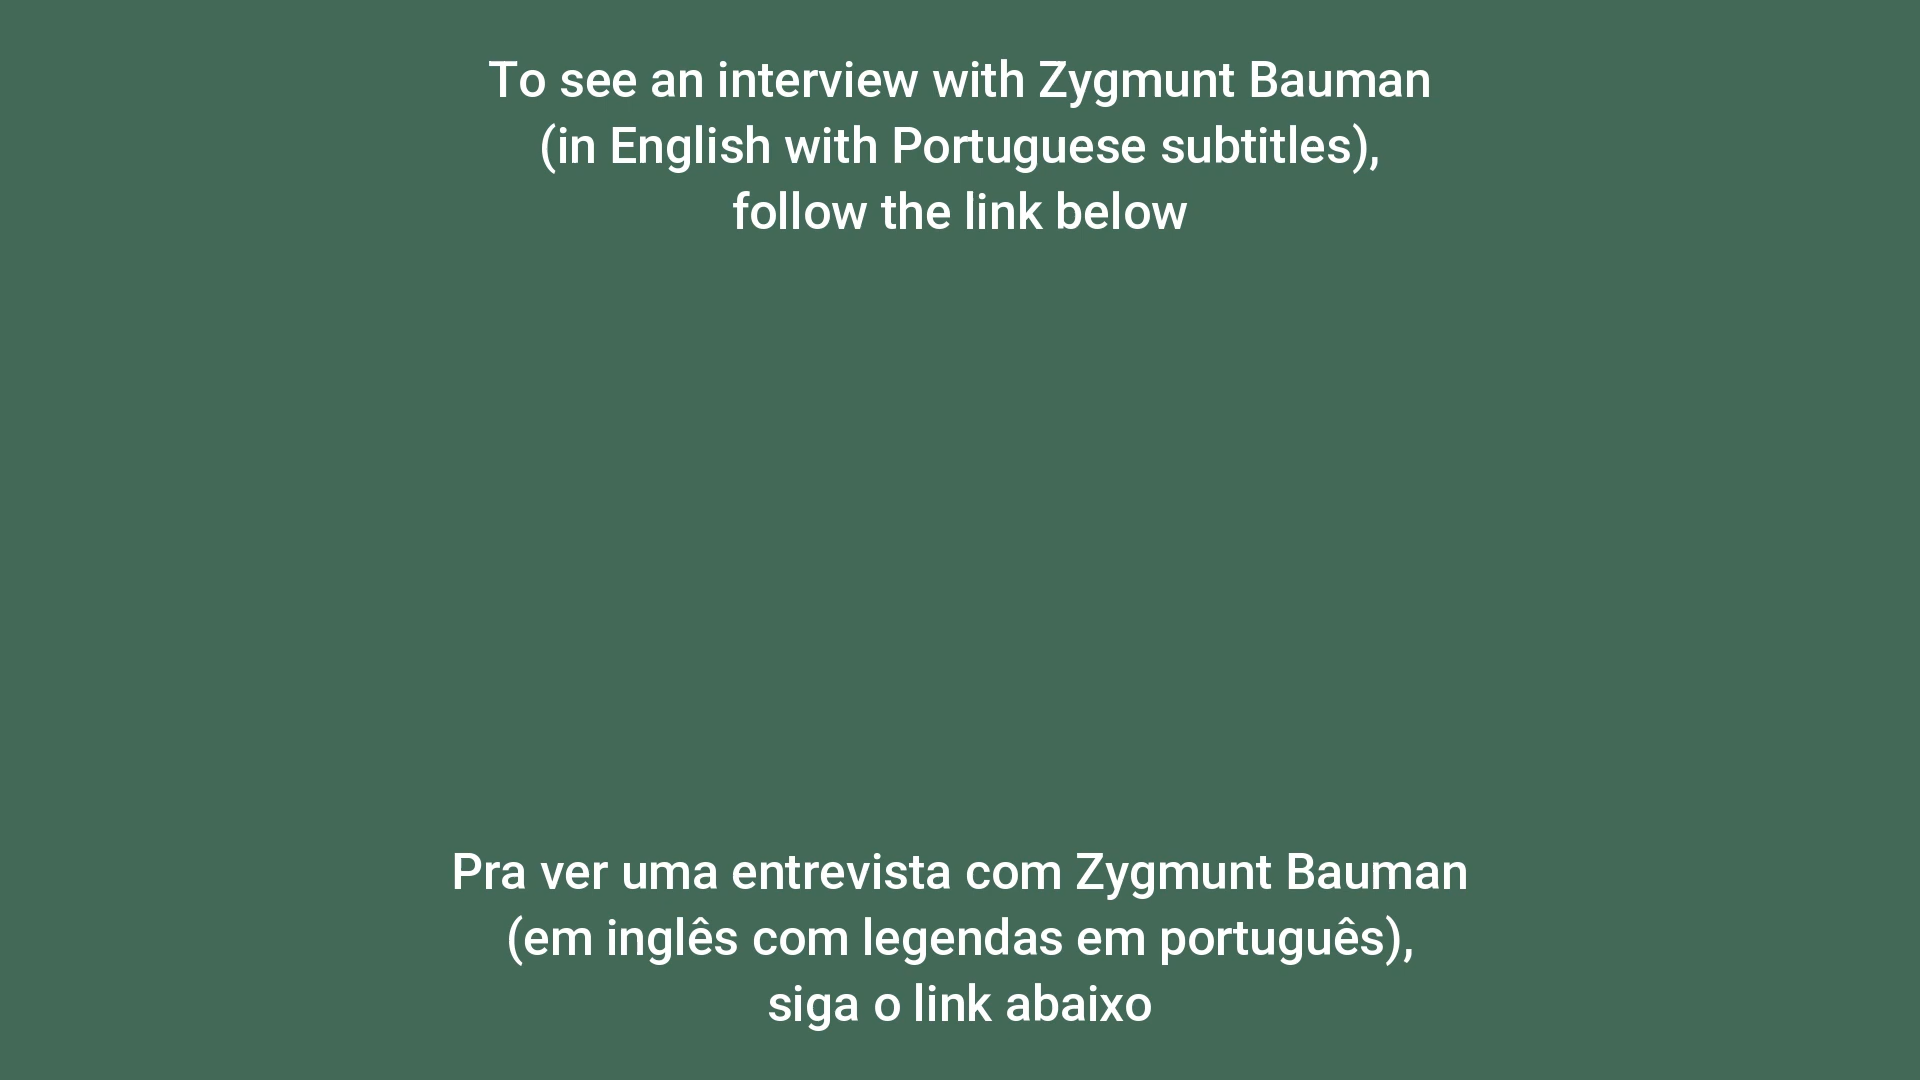 To see an interview with Zygmunt Bauman
(in English with Portuguese subtitles),
follow the link below
Pra ver uma entrevista com Zygmunt Bauman
(em inglês com legendas em português),
siga o link abaixo